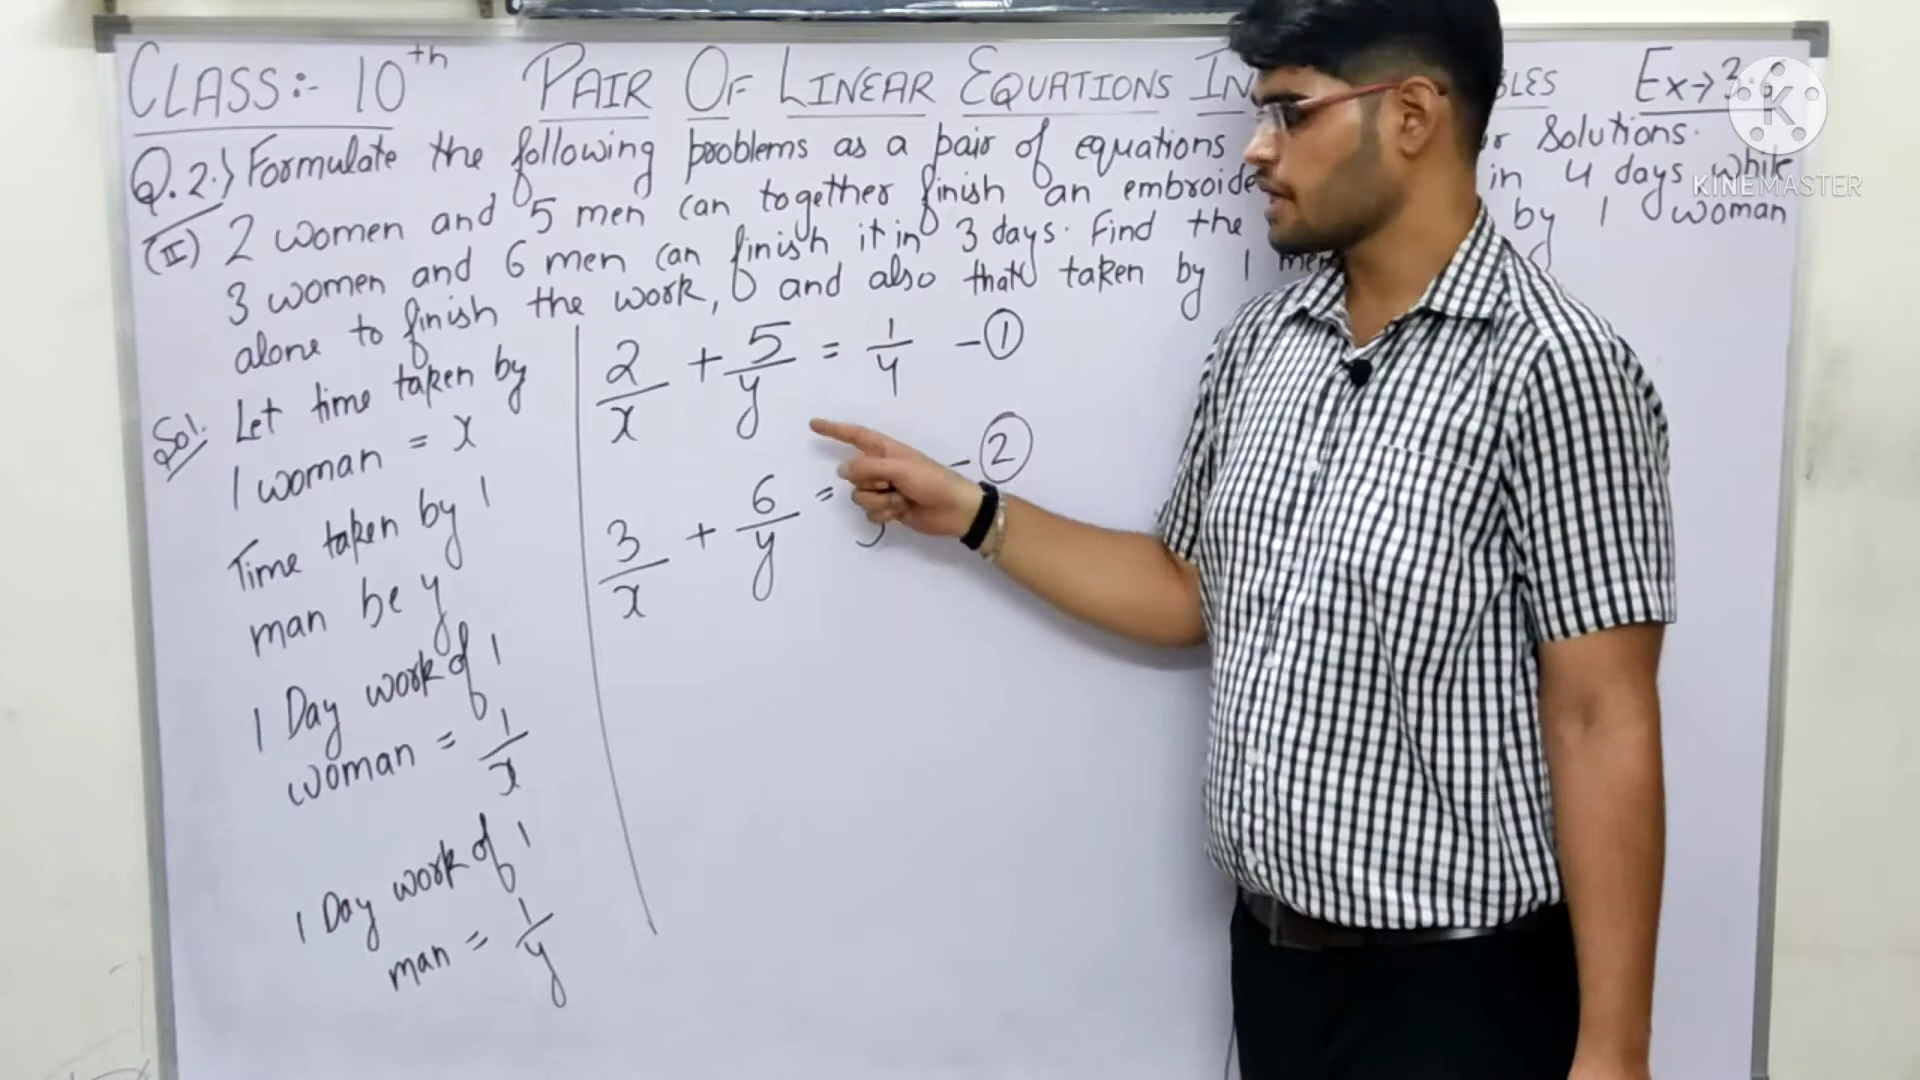 CLASS:- 10th PAIR OF LINEAR EQUATIONS IN BLES Ex→3.6
Q.2.) Formulate the following problems as a pair of equations or solutions.
(II) 2 women and 5 men can together finish an embroide in 4 days while
3 women and 6 men can finish it in 3 days. Find the by 1 woman
alone to finish the work, and also that taken by 1 men
Sol. Let time taken by
1 woman = x
Time taken by 1
man be y
1 Day work of 1
woman = 1/x
1 Day work of 1
man = 1/y
2/x + 5/y = 1/4 -①
3/x + 6/y = -②
K
KINEMASTER